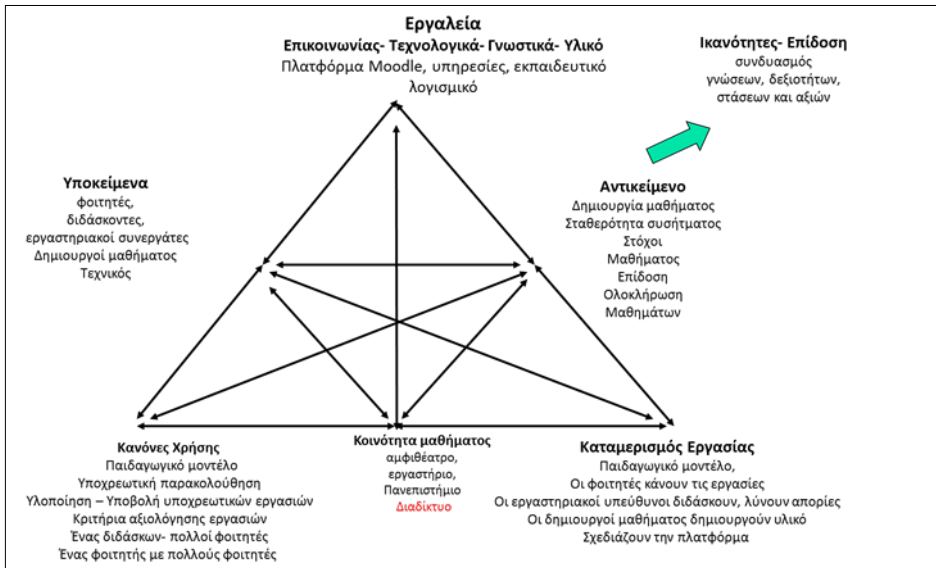 Εργαλεία
Επικοινωνίας- Τεχνολογικά- Γνωστικά- Υλικό
Πλατφόρμα Moodle, υπηρεσίες, εκπαιδευτικό
λογισμικό
Ικανότητες- Επίδοση
συνδυασμός
γνώσεων, δεξιοτήτων,
στάσεων και αξιών
Υποκείμενα
φοιτητές,
διδάσκοντες,
εργαστηριακοί συνεργάτες
Δημιουργοί μαθήματος
Τεχνικός
Αντικείμενο
Δημιουργία μαθήματος
Σταθερότητα συσήτματος
Στόχοι
Μαθήματος
Επίδοση
Ολοκλήρωση
Μαθημάτων
Κανόνες Χρήσης
Παιδαγωγικό μοντέλο
Υποχρεωτική παρακολούθηση
Υλοποίηση – Υποβολή υποχρεωτικών εργασιών
Κριτήρια αξιολόγησης εργασιών
Ένας διδάσκων- πολλοί φοιτητές
Ένας φοιτητής με πολλούς φοιτητές
Κοινότητα μαθήματος
αμφιθέατρο,
εργαστήριο,
Πανεπιστήμιο
Διαδίκτυο
Καταμερισμός Εργασίας
Παιδαγωγικό μοντέλο,
Οι φοιτητές κάνουν τις εργασίες
Οι εργαστηριακοί υπεύθυνοι διδάσκουν, λύνουν απορίες
Οι δημιουργοί μαθήματος δημιουργούν υλικό
Σχεδιάζουν την πλατφόρμα